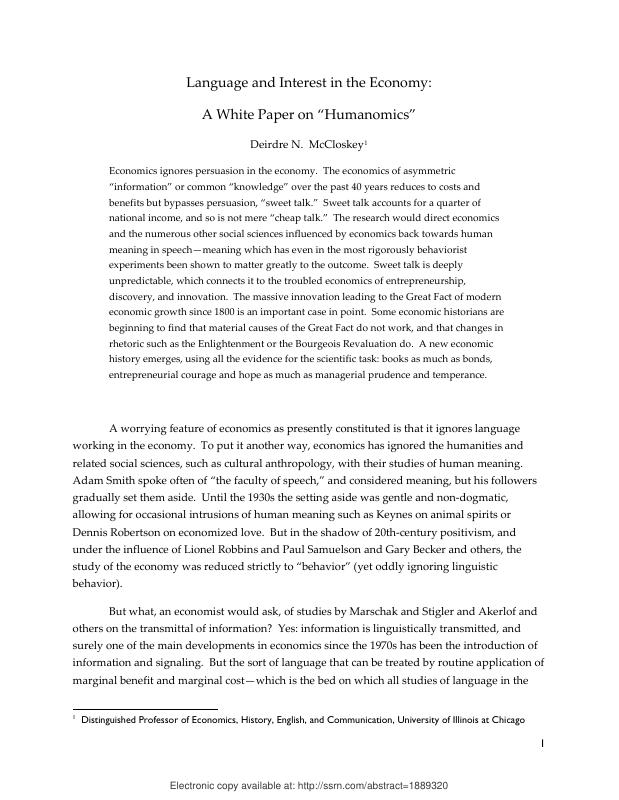 Language and Interest in the Economy:
A White Paper on “Humanomics”
Deirdre N.  McCloskey¹
Economics ignores persuasion in the economy.  The economics of asymmetric
“information” or common “knowledge” over the past 40 years reduces to costs and
benefits but bypasses persuasion, “sweet talk.”  Sweet talk accounts for a quarter of
national income, and so is not mere “cheap talk.”  The research would direct economics
and the numerous other social sciences influenced by economics back towards human
meaning in speech—meaning which has even in the most rigorously behaviorist
experiments been shown to matter greatly to the outcome.  Sweet talk is deeply
unpredictable, which connects it to the troubled economics of entrepreneurship,
discovery, and innovation.  The massive innovation leading to the Great Fact of modern
economic growth since 1800 is an important case in point.  Some economic historians are
beginning to find that material causes of the Great Fact do not work, and that changes in
rhetoric such as the Enlightenment or the Bourgeois Revaluation do.  A new economic
history emerges, using all the evidence for the scientific task: books as much as bonds,
entrepreneurial courage and hope as much as managerial prudence and temperance.
A worrying feature of economics as presently constituted is that it ignores language
working in the economy.  To put it another way, economics has ignored the humanities and
related social sciences, such as cultural anthropology, with their studies of human meaning.
Adam Smith spoke often of “the faculty of speech,” and considered meaning, but his followers
gradually set them aside.  Until the 1930s the setting aside was gentle and non-dogmatic,
allowing for occasional intrusions of human meaning such as Keynes on animal spirits or
Dennis Robertson on economized love.  But in the shadow of 20th-century positivism, and
under the influence of Lionel Robbins and Paul Samuelson and Gary Becker and others, the
study of the economy was reduced strictly to “behavior” (yet oddly ignoring linguistic
behavior).
But what, an economist would ask, of studies by Marschak and Stigler and Akerlof and
others on the transmittal of information?  Yes: information is linguistically transmitted, and
surely one of the main developments in economics since the 1970s has been the introduction of
information and signaling.  But the sort of language that can be treated by routine application of
marginal benefit and marginal cost—which is the bed on which all studies of language in the
¹  Distinguished Professor of Economics, History, English, and Communication, University of Illinois at Chicago
1
Electronic copy available at: http://ssrn.com/abstract=1889320